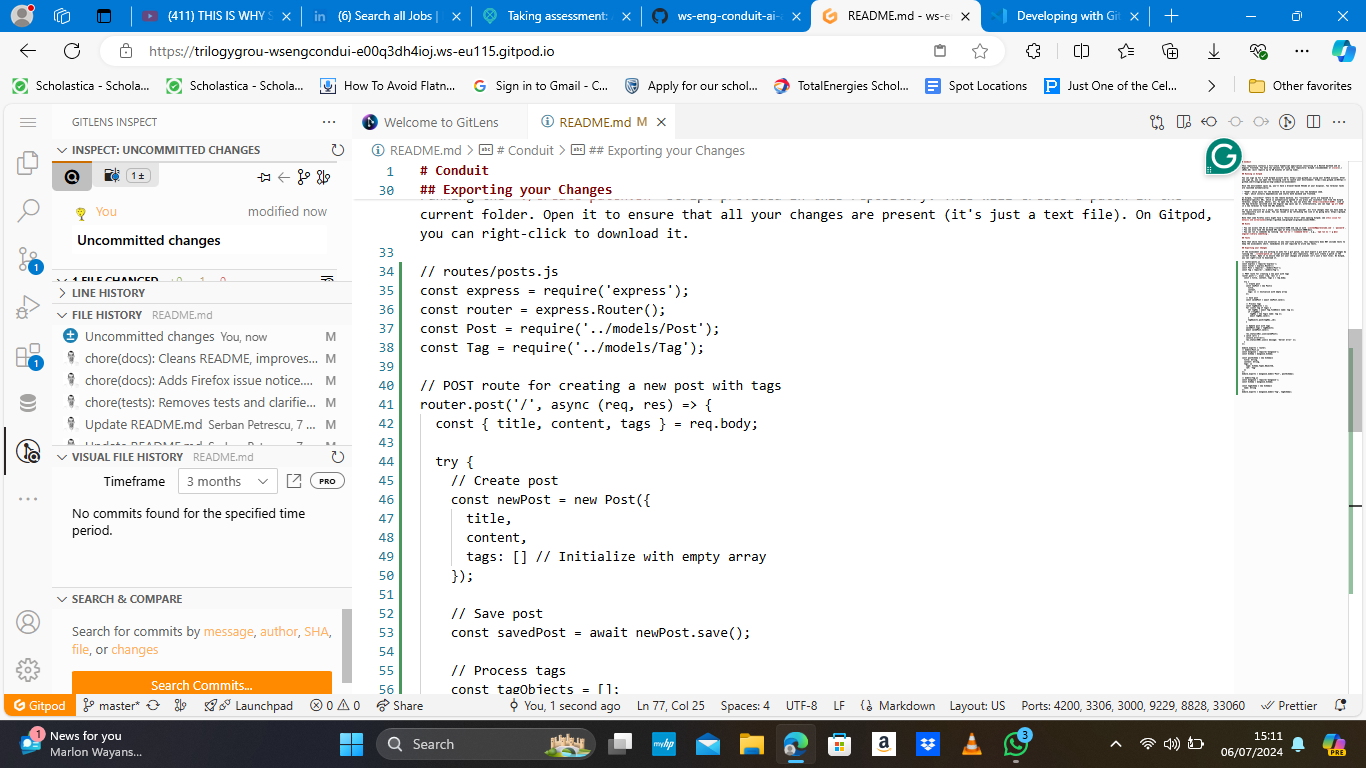 (411) THIS IS WHY S
(6) Search all Jobs |
Taking assessment:
ws-eng-conduit-ai-
README.md - ws-e
Developing with Git
https://trilogygrou-wsengcondui-e00q3dh4ioj.ws-eu115.gitpod.io
Scholastica - Schola...
Scholastica - Schola...
How To Avoid Flatn...
Sign in to Gmail - C...
Apply for our schol...
TotalEnergies Schol...
Spot Locations
Just One of the Cel...
Other favorites
GITLENS INSPECT
Welcome to GitLens
README.md M
INSPECT: UNCOMMITTED CHANGES
README.md > # Conduit > ## Exporting your Changes
1 ±
You modified now
Uncommitted changes
1 FILE CHANGED
LINE HISTORY
FILE HISTORY README.md
Uncommitted changes You, now M
chore(docs): Cleans README, improves... M
chore(docs): Adds Firefox issue notice.... M
chore(tests): Removes tests and clarifie... M
Update README.md Serban Petrescu, 7 ... M
VISUAL FILE HISTORY README.md
Timeframe 3 months PRO
No commits found for the specified time
period.
SEARCH & COMPARE
Search for commits by message, author, SHA,
file, or changes
Search Commits...
1 # Conduit
30 ## Exporting your Changes
current folder. Open it to ensure that all your changes are present (it's just a text file). On Gitpod,
you can right-click to download it.
33
34 // routes/posts.js
35 const express = require('express');
36 const router = express.Router();
37 const Post = require('../models/Post');
38 const Tag = require('../models/Tag');
39
40 // POST route for creating a new post with tags
41 router.post('/', async (req, res) => {
42 const { title, content, tags } = req.body;
43
44 try {
45 // Create post
46 const newPost = new Post({
47 title,
48 content,
49 tags: [] // Initialize with empty array
50 });
51
52 // Save post
53 const savedPost = await newPost.save();
54
55 // Process tags
56 const tagObjects = [];
Gitpod
master*
Launchpad
0 0
Share
You, 1 second ago
Ln 77, Col 25
Spaces: 4
UTF-8
LF
Markdown
Layout: US
Ports: 4200, 3306, 3000, 9229, 8828, 33060
Prettier
News for you
Marlon Wayans...
Search
15:11
06/07/2024